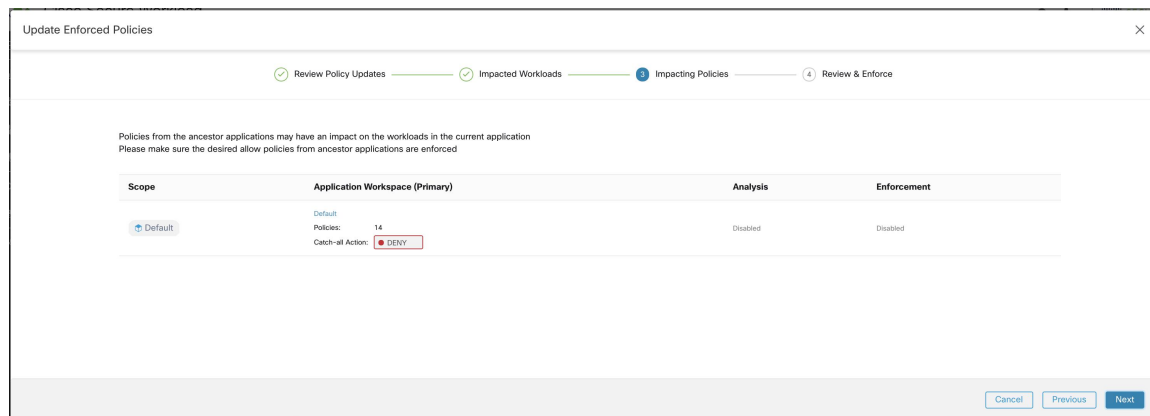 Update Enforced Policies
Review Policy Updates
Impacted Workloads
3 Impacting Policies
4 Review & Enforce
Policies from the ancestor applications may have an impact on the workloads in the current application
Please make sure the desired allow policies from ancestor applications are enforced
Scope Application Workspace (Primary) Analysis Enforcement
Default
Default
Policies: 14
Catch-all Action: DENY
Disabled Disabled
Cancel Previous Next